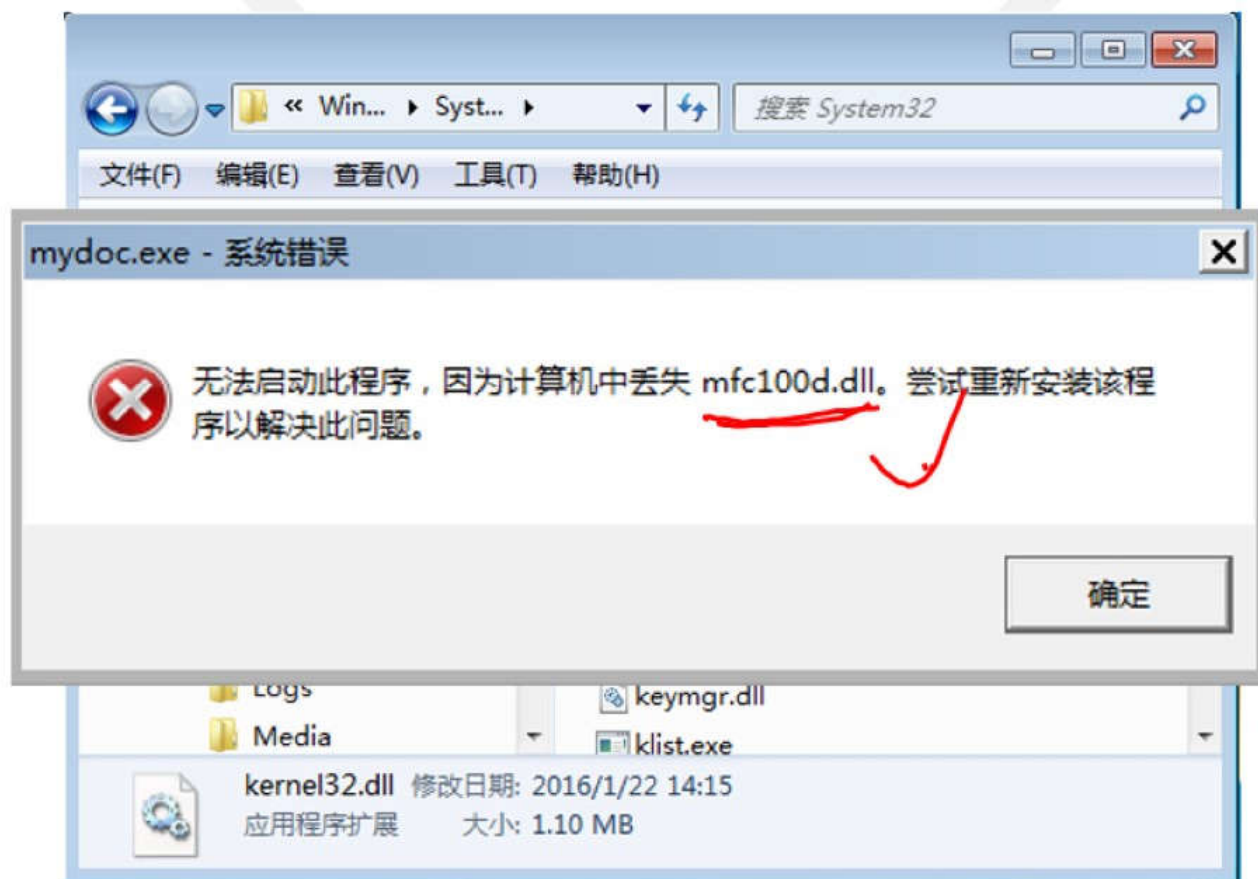 « Win... Syst...
搜索 System32
文件(F) 编辑(E) 查看(V) 工具(T) 帮助(H)
mydoc.exe - 系统错误
无法启动此程序，因为计算机中丢失 mfc100d.dll。尝试重新安装该程
序以解决此问题。
确定
Logs
keymgr.dll
Media
klist.exe
kernel32.dll 修改日期: 2016/1/22 14:15
应用程序扩展 大小: 1.10 MB